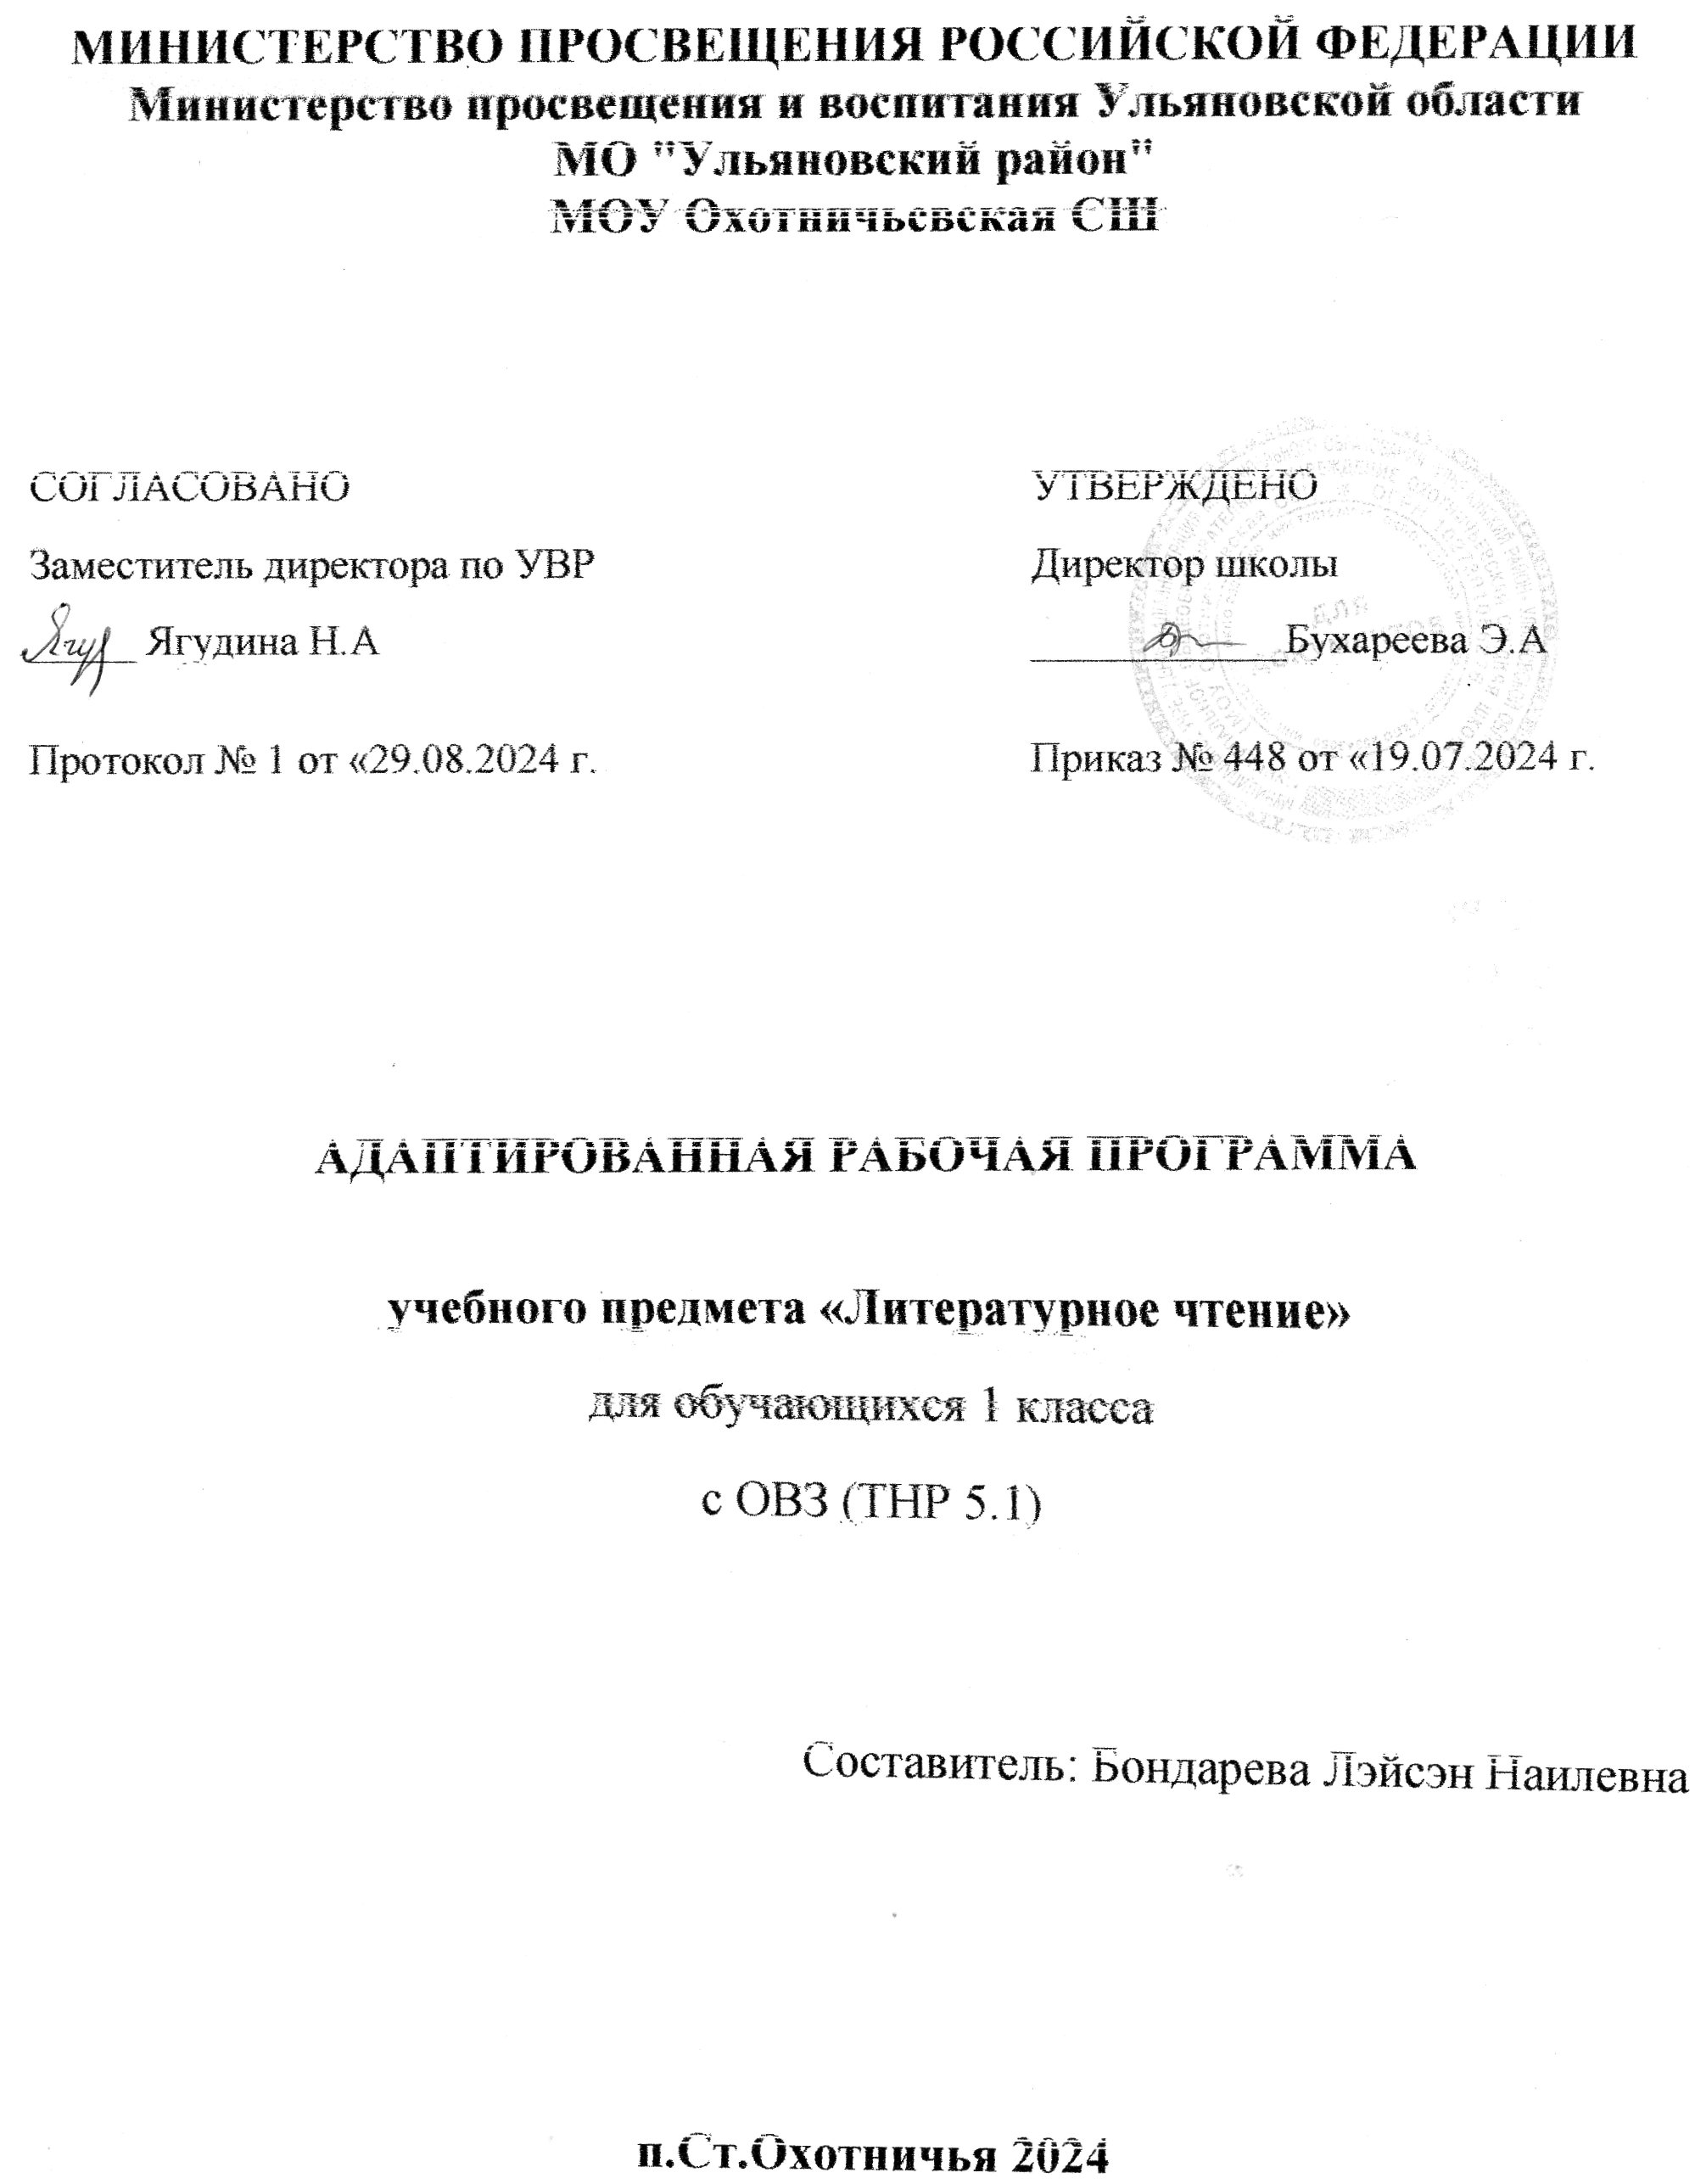 МИНИСТЕРСТВО ПРОСВЕЩЕНИЯ РОССИЙСКОЙ ФЕДЕРАЦИИ
Министерство просвещения и воспитания Ульяновской области
МО "Ульяновский район"
МОУ Охотничьевская СШ
СОГЛАСОВАНО
Заместитель директора по УВР
Ягудина Н.А
Протокол № 1 от «29.08.2024 г.
УТВЕРЖДЕНО
Директор школы
Бухареева Э.А
Приказ № 448 от «19.07.2024 г.
для
АДАПТИРОВАННАЯ РАБОЧАЯ ПРОГРАММА
учебного предмета «Литературное чтение»
для обучающихся 1 класса
с ОВЗ (ТНР 5.1)
Составитель: Бондарева Лэйсэн Наилевна
п.Ст.Охотничья 2024